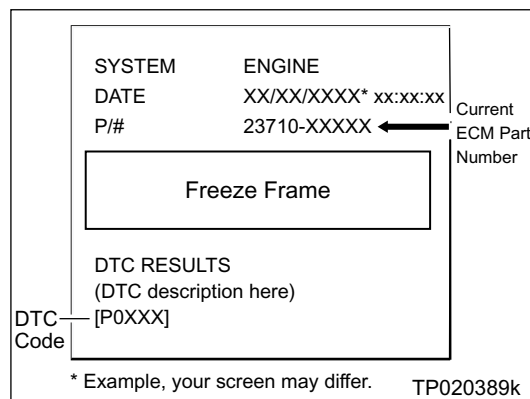 SYSTEM ENGINE
DATE XX/XX/XXXX* xx:xx:xx
P/# 23710-XXXXX
Current
ECM Part
Number
Freeze Frame
DTC RESULTS
(DTC description here)
[P0XXX]
DTC
Code
* Example, your screen may differ.
TP020389k